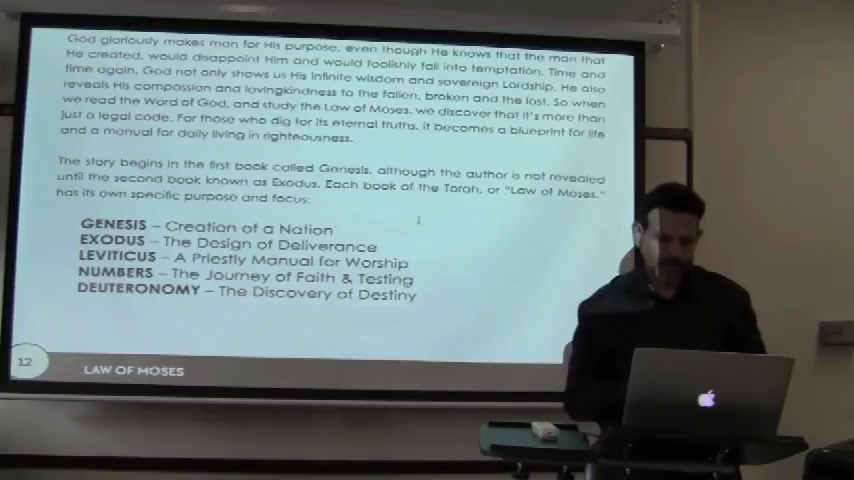 God gloriously makes man for His purpose, even though He knows that the man that
He created, would disappoint Him and would foolishly fall into temptation. Time and
time again, God not only shows us His infinite wisdom and sovereign Lordship, He also
reveals His compassion and lovingkindness to the fallen, broken and the lost. So when
we read the Word of God, and study the Law of Moses, we discover that it's more than
just a legal code. For those who dig for its eternal truths, it becomes a blueprint for life
and a manual for daily living in righteousness.
The story begins in the first book called Genesis, although the author is not revealed
until the second book known as Exodus. Each book of the Torah, or "Law of Moses,"
has its own specific purpose and focus:
GENESIS – Creation of a Nation
EXODUS – The Design of Deliverance
LEVITICUS – A Priestly Manual for Worship
NUMBERS – The Journey of Faith & Testing
DEUTERONOMY – The Discovery of Destiny
12
LAW OF MOSES